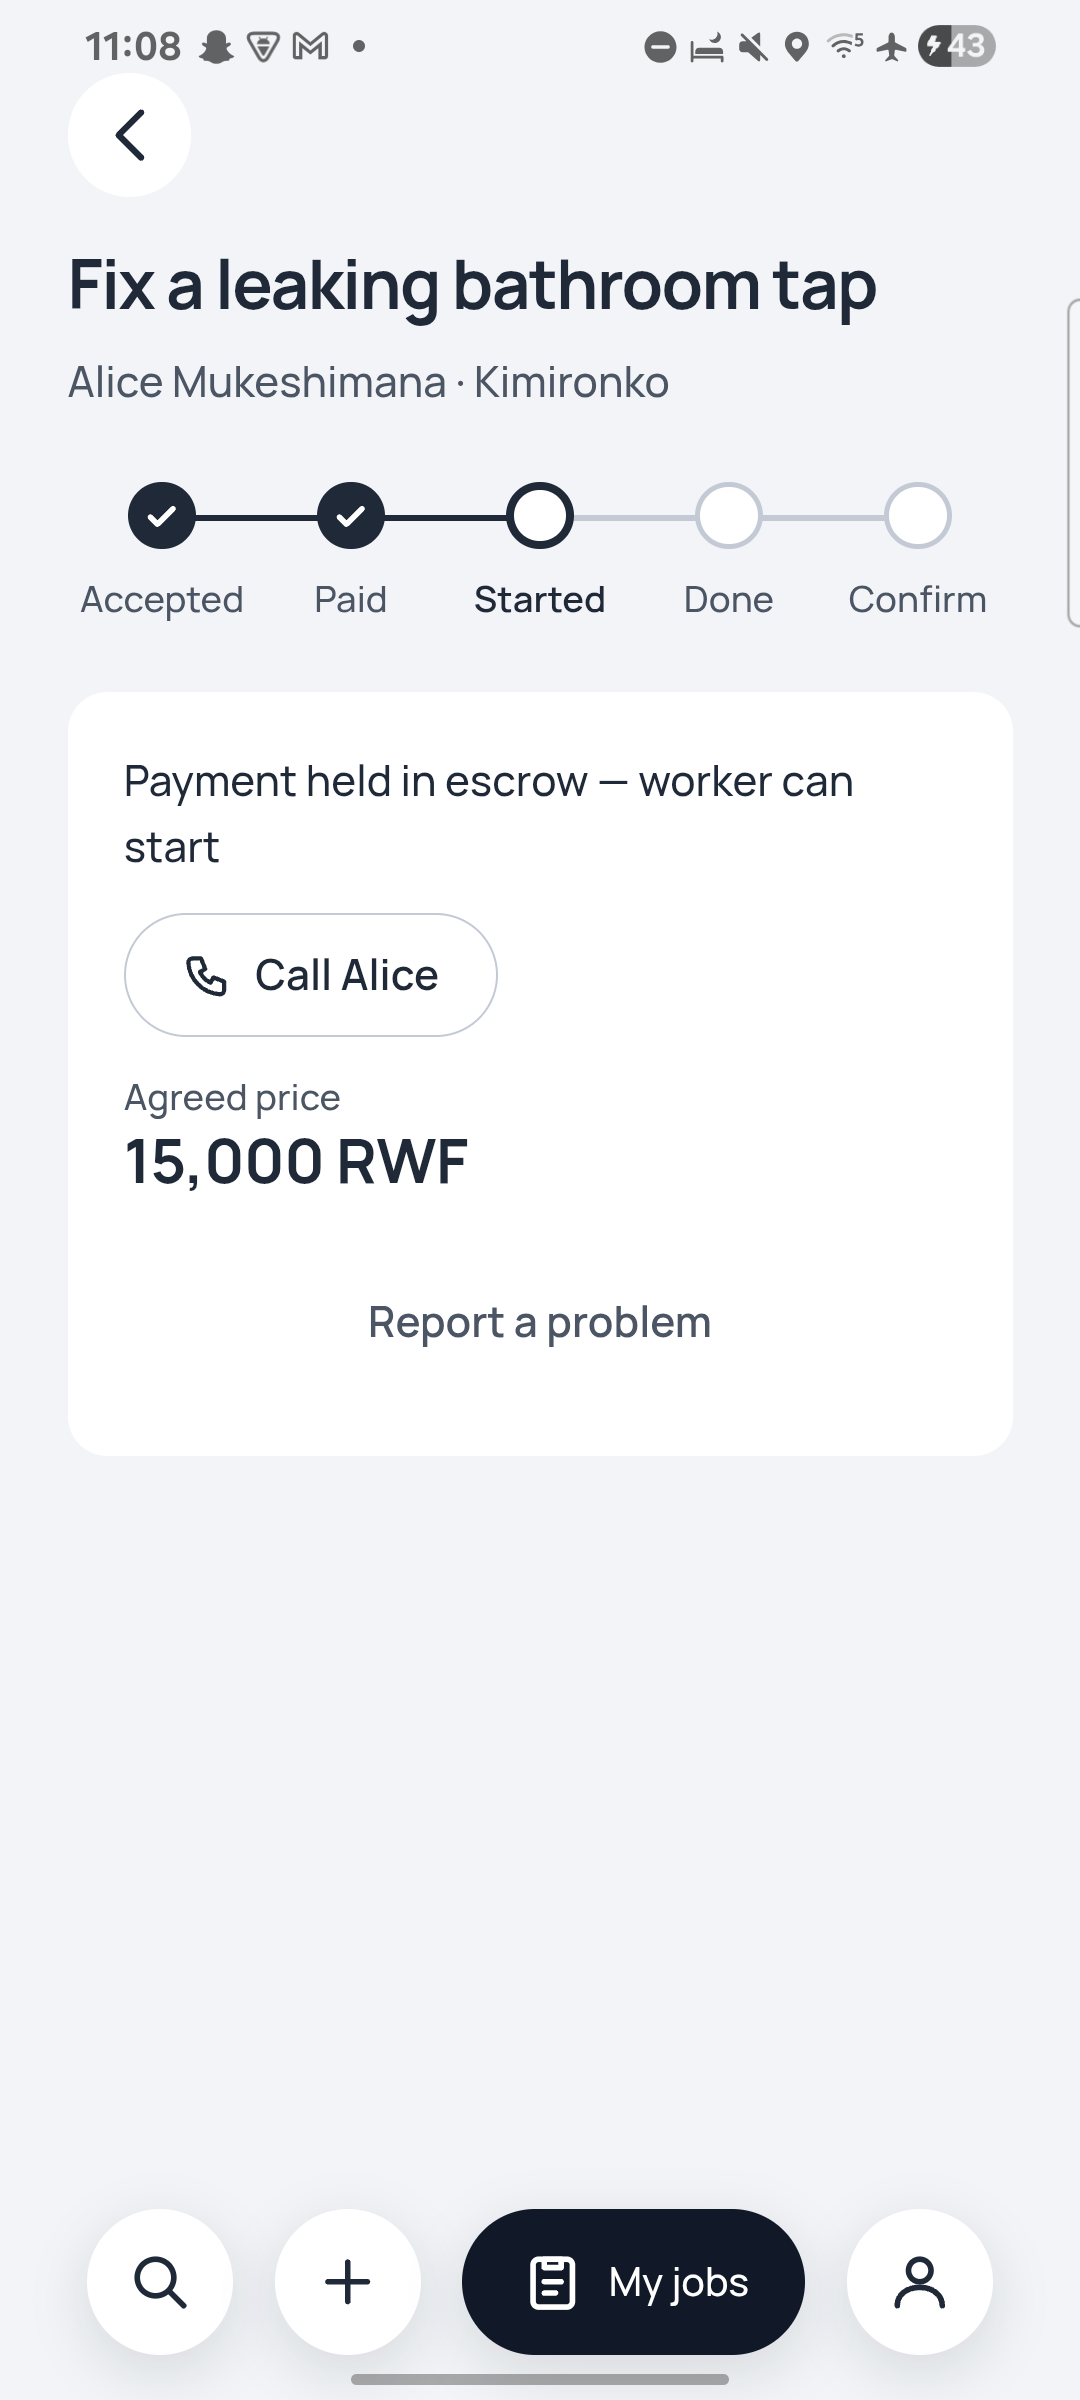 11:08
5
43
Fix a leaking bathroom tap
Alice Mukeshimana · Kimironko
Accepted Paid Started Done Confirm
Payment held in escrow — worker can
start
Call Alice
Agreed price
15,000 RWF
Report a problem
My jobs